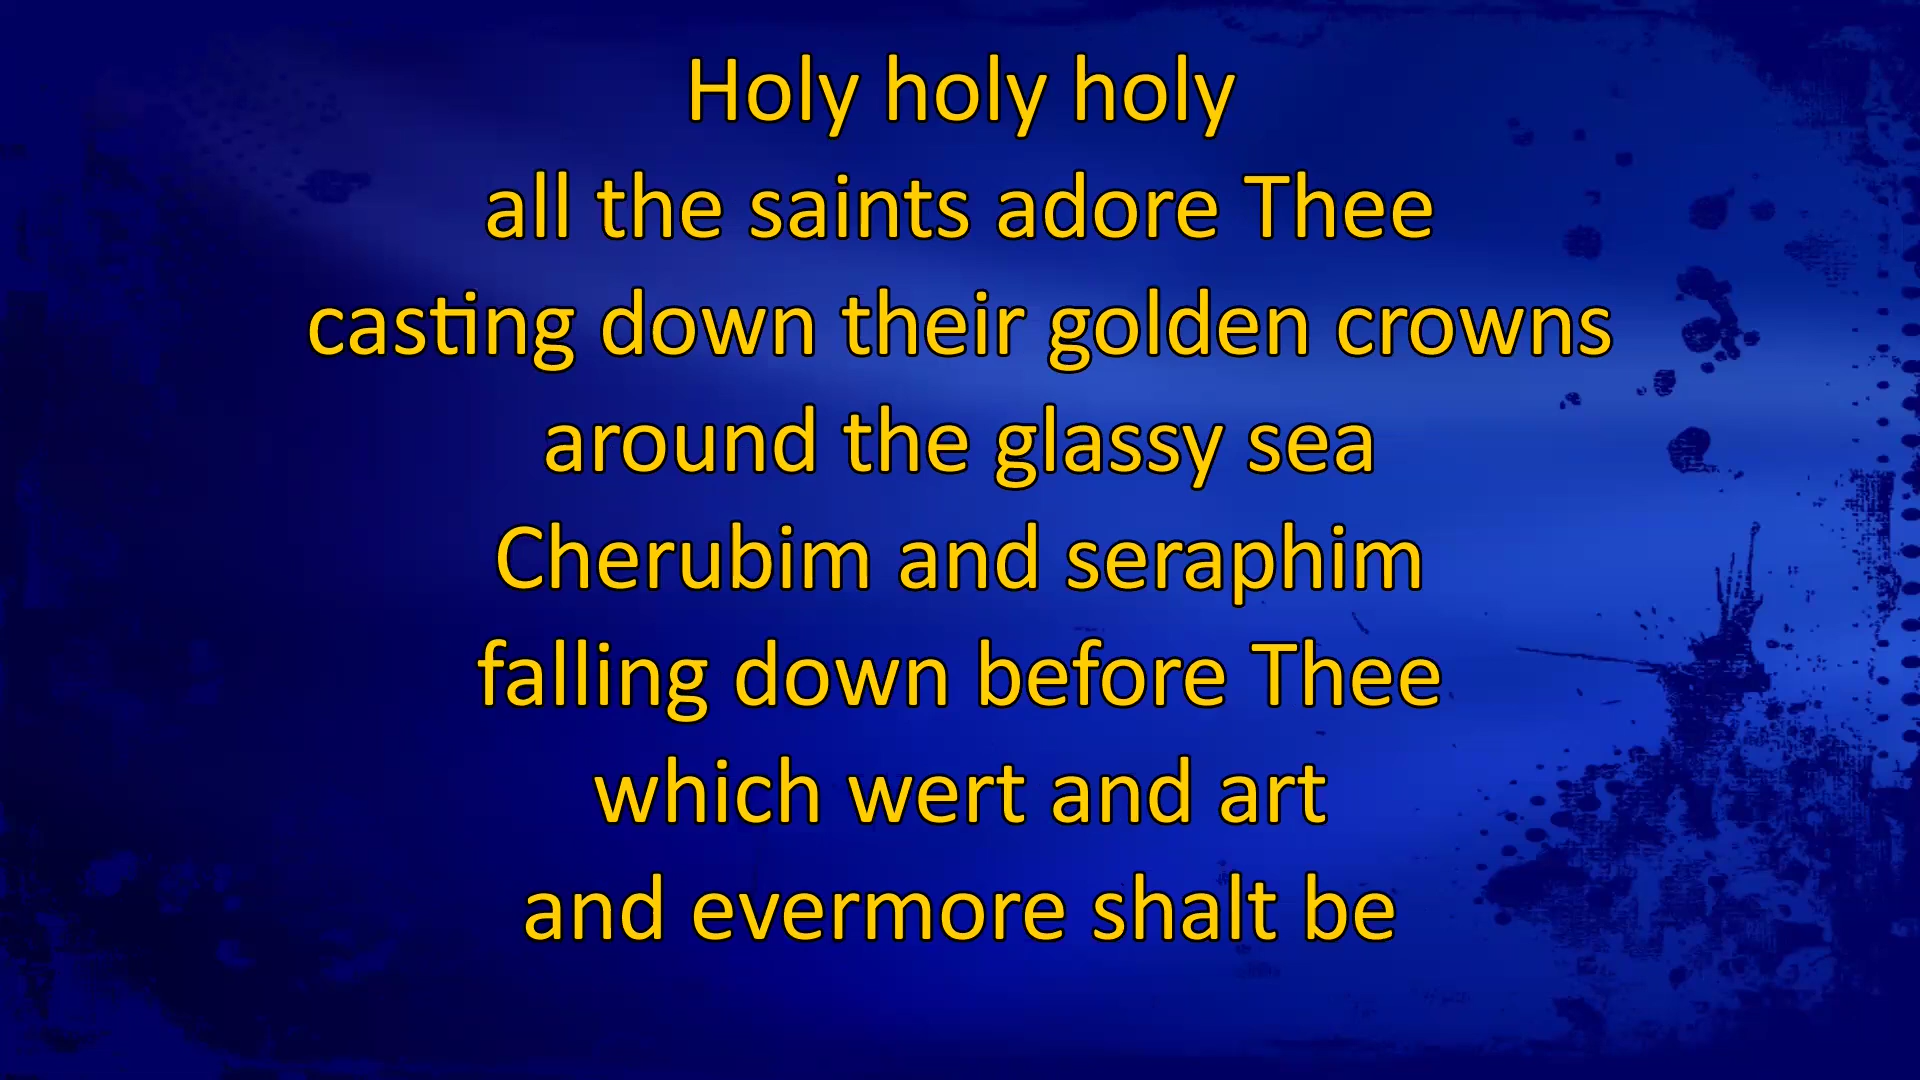 Holy holy holy
all the saints adore Thee
casting down their golden crowns
around the glassy sea
Cherubim and seraphim
falling down before Thee
which wert and art
and evermore shalt be